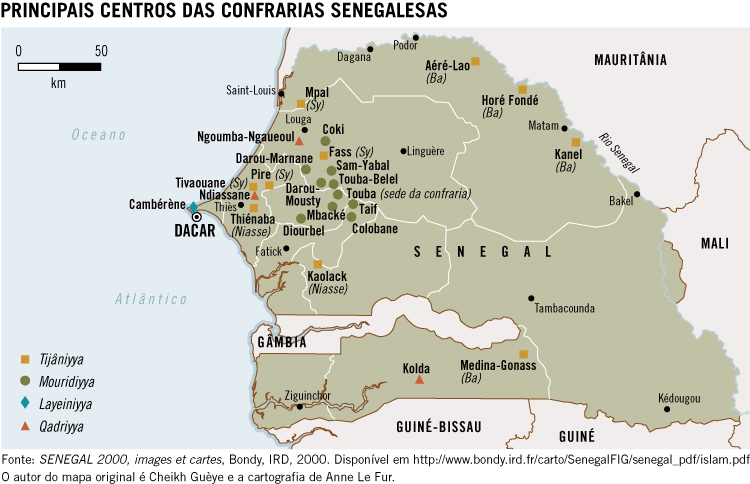 PRINCIPAIS CENTROS DAS CONFRARIAS SENEGALESAS
0 50
km
Podor
Dagana
MAURITÂNIA
Aéré-Lao
(Ba)
Saint-Louis
Mpal
(Sy)
Horé Fondé
(Ba)
Oceano
Louga
Coki
Matam
Rio Senegal
Ngoumba-Ngaueoul
Fass (Sy)
Linguère
Kanel
(Ba)
Darou-Marnane
Sam-Yabal
Pire (Sy)
Touba-Belel
Tivaouane (Sy)
Darou-
Mousty
Touba (sede da confraria)
Ndiassane
Bakel
Cambérène
Thiès
Mbacké
Taif
Thiénaba
(Niasse)
DACAR
Diourbel
Colobane
MALI
Fatick
SENEGAL
Kaolack
(Niasse)
Atlântico
Tambacounda
GÂMBIA
Tijâniyya
Mouridiyya
Layeiniyya
Qadriyya
Kolda
Medina-Gonass
(Ba)
Ziguinchor
Kédougou
GUINÉ-BISSAU
GUINÉ
Fonte: SENEGAL 2000, images et cartes, Bondy, IRD, 2000. Disponível em http://www.bondy.ird.fr/carto/SenegalFIG/senegal_pdf/islam.pdf
O autor do mapa original é Cheikh Guèye e a cartografia de Anne Le Fur.